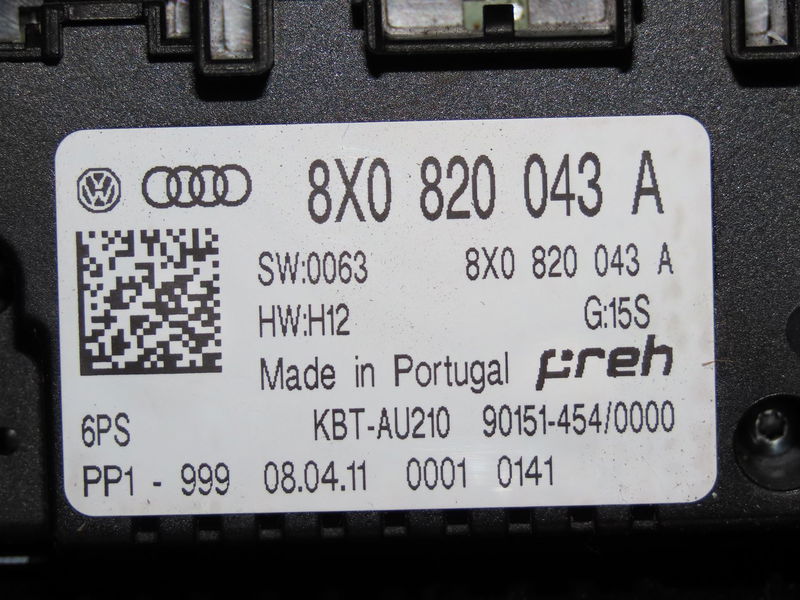 8X0 820 043 A
SW:0063 8X0 820 043 A
HW:H12 G:15S
Made in Portugal preh
6PS KBT-AU210 90151-454/0000
PP1 - 999 08.04.11 0001 0141